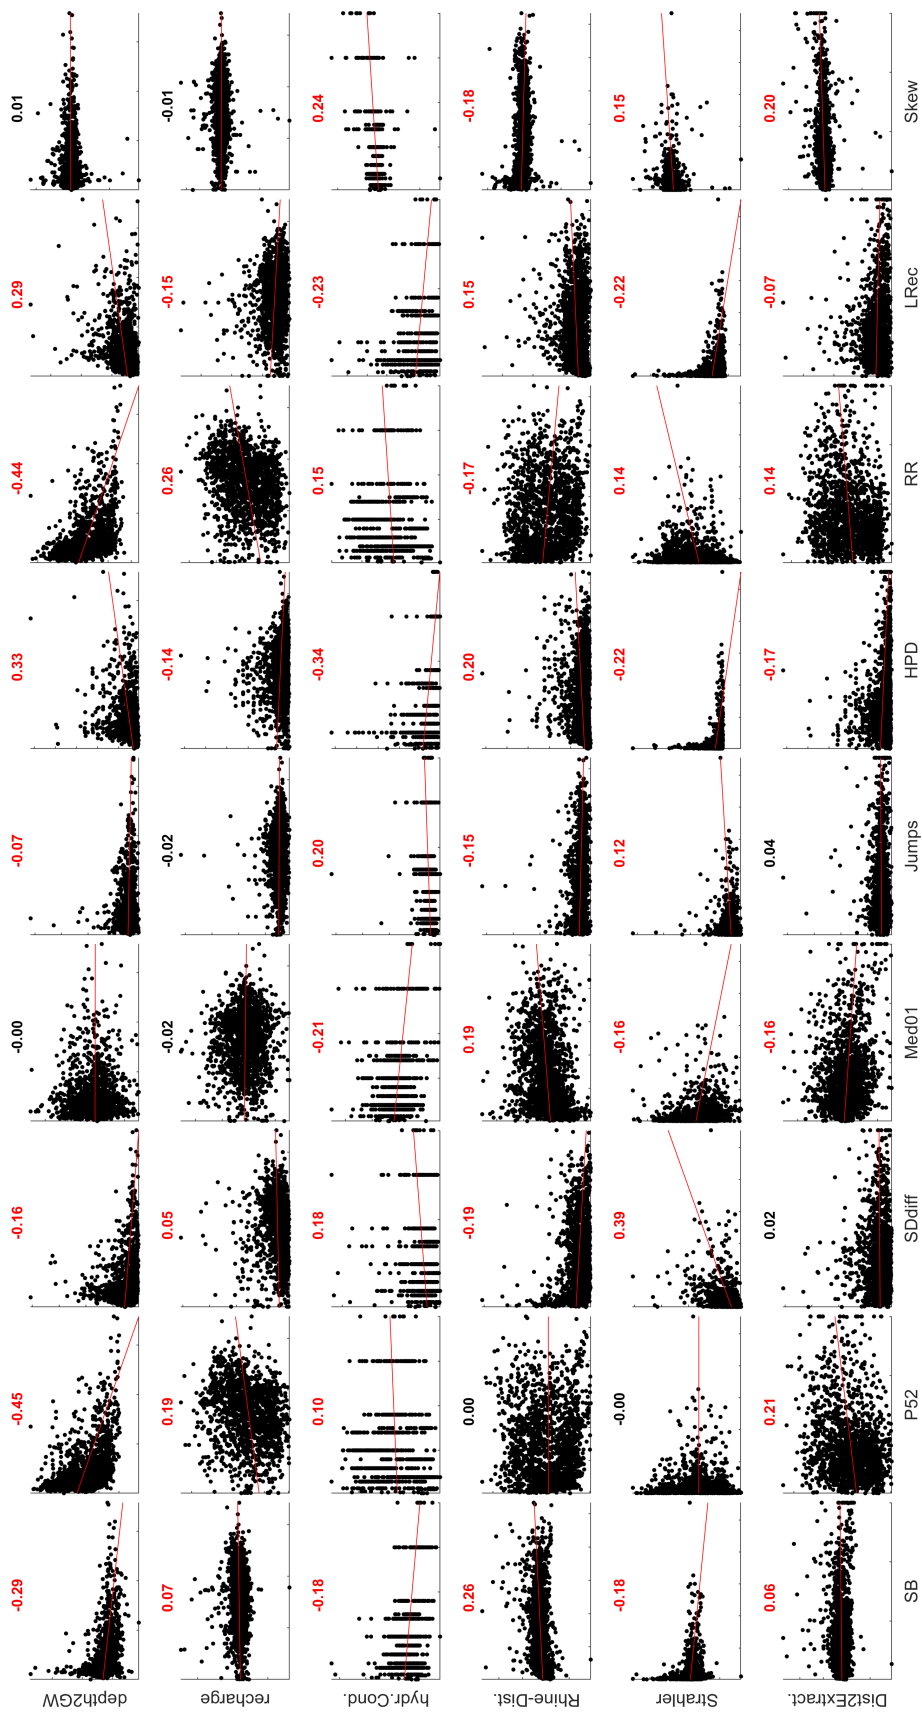 -0.29 -0.45 -0.16 -0.00 -0.07 0.33 -0.44 0.29 0.01
depth2GW
0.07 0.19 0.05 -0.02 -0.02 -0.14 0.26 -0.15 -0.01
recharge
-0.18 0.10 0.18 -0.21 0.20 -0.34 0.15 -0.23 0.24
hydr.Cond.
0.26 0.00 -0.19 0.19 -0.15 0.20 -0.17 0.15 -0.18
Rhine-Dist.
-0.18 -0.00 0.39 -0.16 0.12 -0.22 0.14 -0.22 0.15
Strahler
0.06 0.21 0.02 -0.16 0.04 -0.17 0.14 -0.07 0.20
Dist2Extract.
SB P52 SDdiff Med01 Jumps HPD RR LRec Skew